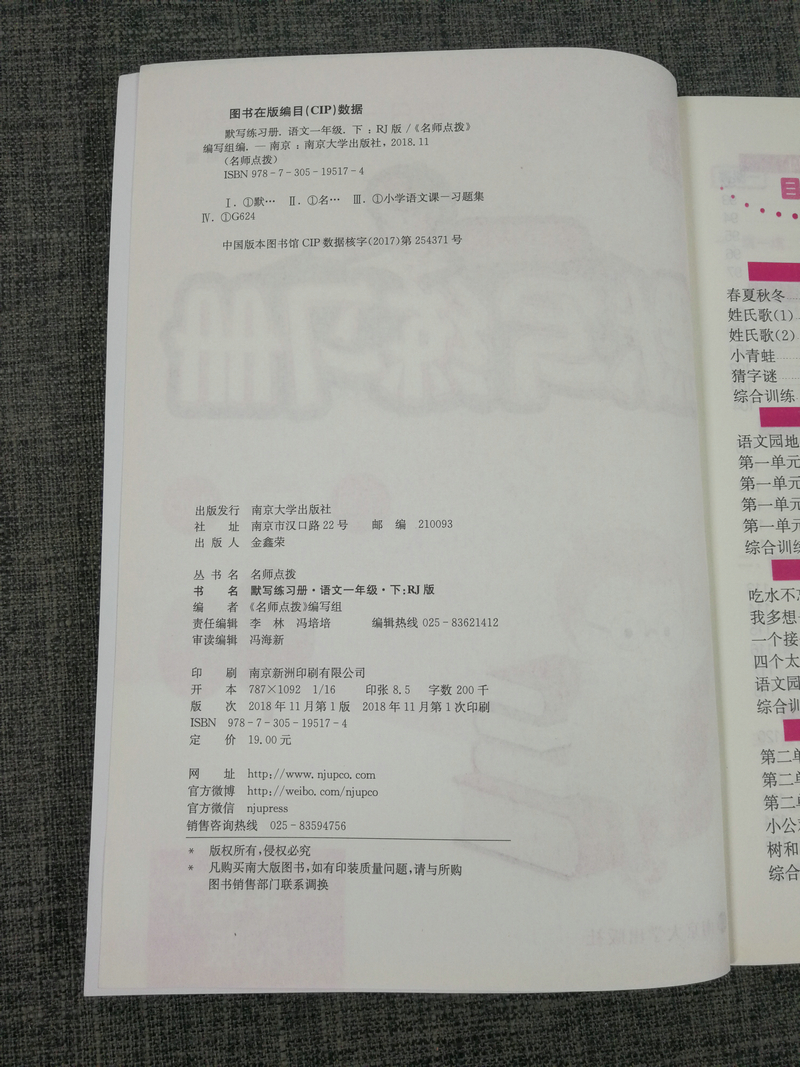 图书在版编目(CIP)数据
默写练习册. 语文一年级. 下 : RJ版 /《名师点拨》
编写组编. — 南京 : 南京大学出版社, 2018.11
(名师点拨)
ISBN 978-7-305-19517-4
Ⅰ. ①默… Ⅱ. ①名… Ⅲ. ①小学语文课－习题集
Ⅳ. ①G624
中国版本图书馆CIP数据核字(2017)第254371号
出版发行 南京大学出版社
社 址 南京市汉口路22号 邮 编 210093
出 版 人 金鑫荣
丛 书 名 名师点拨
书 名 默写练习册·语文一年级·下:RJ版
编 者 《名师点拨》编写组
责任编辑 李 林 冯培培 编辑热线 025-83621412
审读编辑 冯海新
印 刷 南京新洲印刷有限公司
开 本 787×1092 1/16 印张 8.5 字数 200千
版 次 2018年11月第1版 2018年11月第1次印刷
ISBN 978-7-305-19517-4
定 价 19.00元
网 址 http://www.njupco.com
官方微博 http://weibo.com/njupco
官方微信 njupress
销售咨询热线 025-83594756
* 版权所有,侵权必究
* 凡购买南大版图书,如有印装质量问题,请与所购
图书销售部门联系调换
目
春夏秋冬
姓氏歌(1)
姓氏歌(2)
小青蛙
猜字谜
综合训练
语文园地
第一单元
第一单元
第一单元
第一单元
综合训练
吃水不忘
我多想
一个接
四个太
语文园
综合训
第二单
第二单
第二单
小公
树和
综合